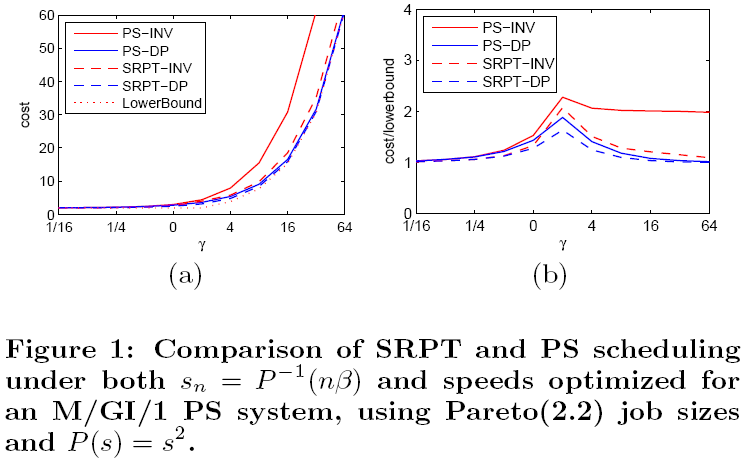 60
50
40
30
20
10
0
cost
PS-INV
PS-DP
SRPT-INV
SRPT-DP
LowerBound
1/16 1/4 0 4 16 64
γ
(a)
4
3
2
1
0
cost/lowerbound
PS-INV
PS-DP
SRPT-INV
SRPT-DP
1/16 1/4 0 4 16 64
γ
(b)
Figure 1: Comparison of SRPT and PS scheduling
under both sₙ = P⁻¹(nβ) and speeds optimized for
an M/GI/1 PS system, using Pareto(2.2) job sizes
and P(s) = s².